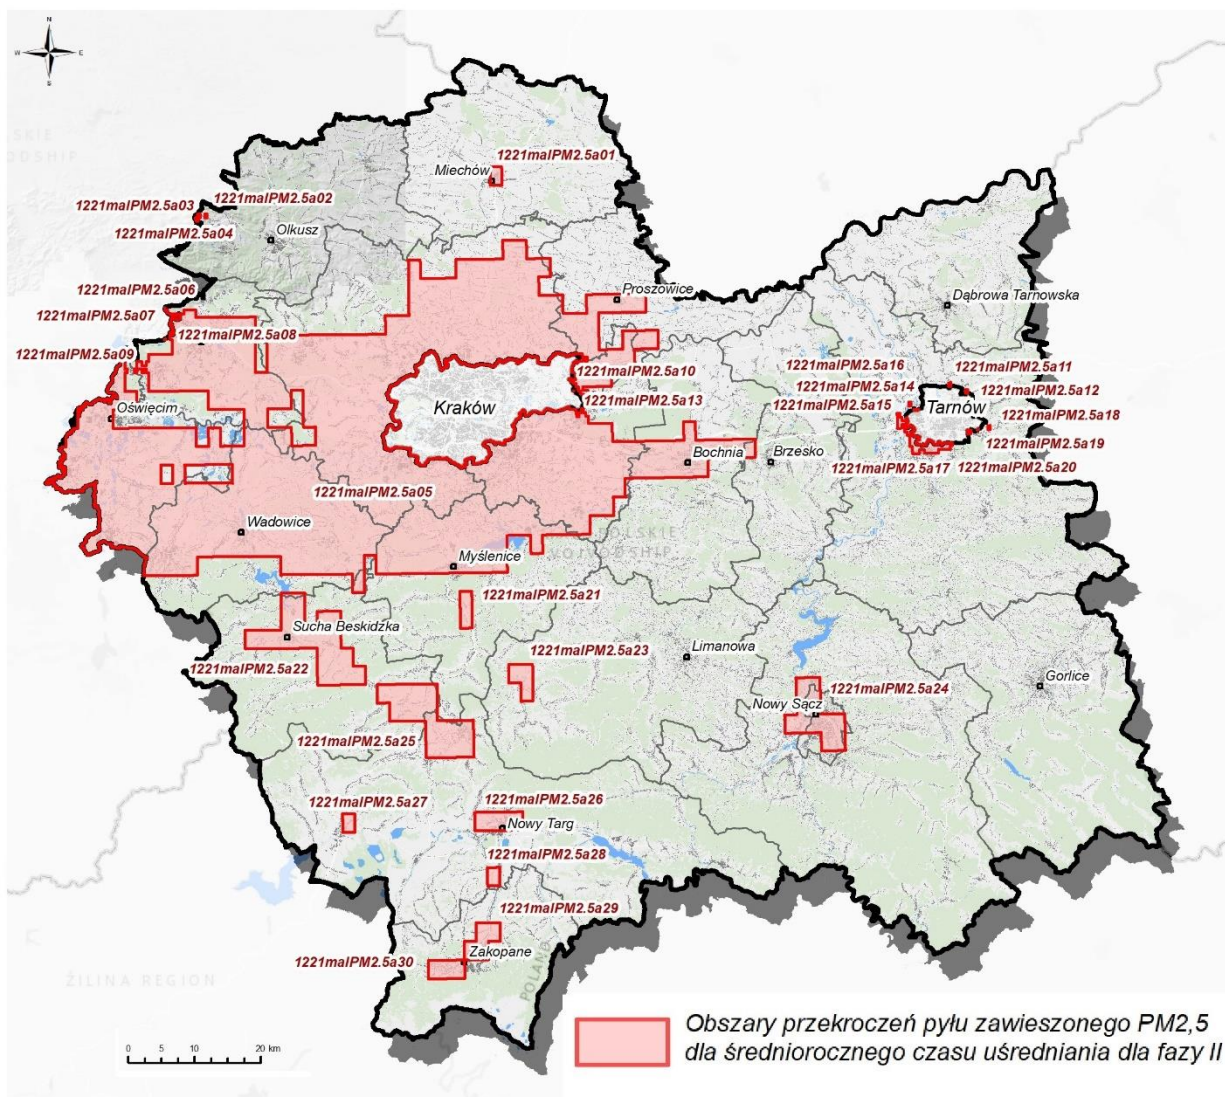 N
W E
S
SKIE
VODSHIP
1221malPM2.5a01
Miechów
1221malPM2.5a03
1221malPM2.5a02
1221malPM2.5a04
Olkusz
1221malPM2.5a06
1221malPM2.5a07
1221malPM2.5a08
1221malPM2.5a09
Proszowice
Dąbrowa Tarnowska
1221malPM2.5a10
1221malPM2.5a16
1221malPM2.5a11
1221malPM2.5a14
1221malPM2.5a12
1221malPM2.5a13
1221malPM2.5a15
Oświęcim
Kraków
Tarnów
1221malPM2.5a18
1221malPM2.5a19
Bochnia
Brzesko
1221malPM2.5a17
1221malPM2.5a20
1221malPM2.5a05
Wadowice
OLSKIE
VOIVODSHIP
Myślenice
1221malPM2.5a21
Sucha Beskidzka
1221malPM2.5a22
1221malPM2.5a23
Limanowa
1221malPM2.5a24
Nowy Sącz
Gorlice
1221malPM2.5a25
1221malPM2.5a27
1221malPM2.5a26
Nowy Targ
1221malPM2.5a28
1221malPM2.5a29
Zakopane
1221malPM2.5a30
POLAND
ŽILINA REGION
0 5 10 20 km
Obszary przekroczeń pyłu zawieszonego PM2,5
dla średniorocznego czasu uśredniania dla fazy II